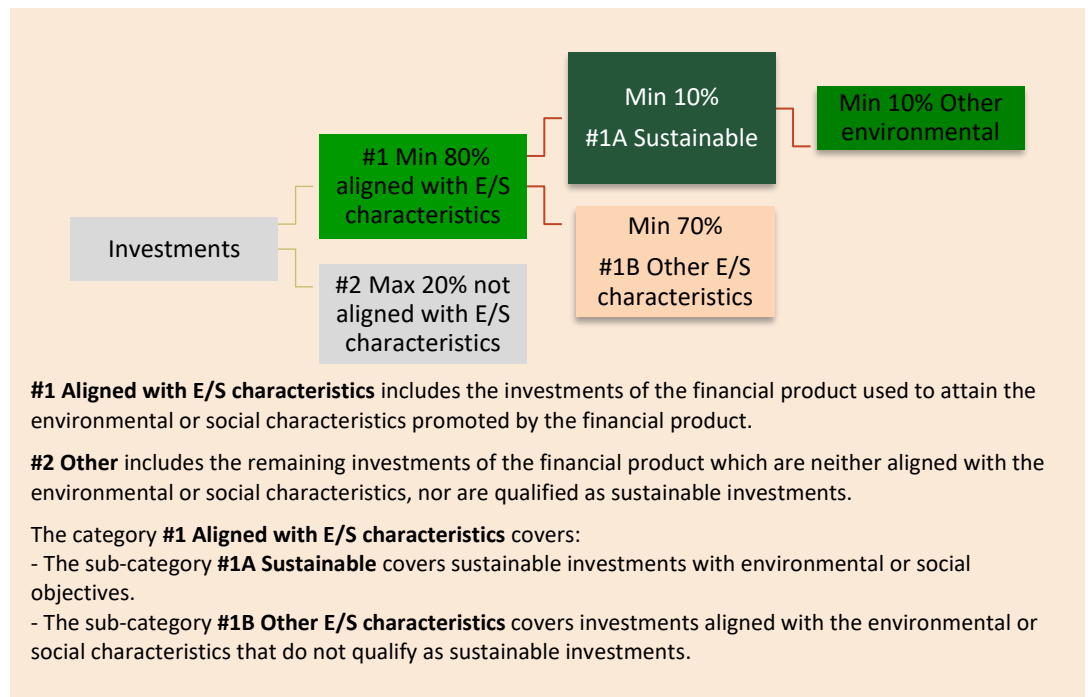 Investments
#1 Min 80%
aligned with E/S
characteristics
#2 Max 20% not
aligned with E/S
characteristics
Min 10%
#1A Sustainable
Min 70%
#1B Other E/S
characteristics
Min 10% Other
environmental
#1 Aligned with E/S characteristics includes the investments of the financial product used to attain the
environmental or social characteristics promoted by the financial product.
#2 Other includes the remaining investments of the financial product which are neither aligned with the
environmental or social characteristics, nor are qualified as sustainable investments.
The category #1 Aligned with E/S characteristics covers:
- The sub-category #1A Sustainable covers sustainable investments with environmental or social
objectives.
- The sub-category #1B Other E/S characteristics covers investments aligned with the environmental or
social characteristics that do not qualify as sustainable investments.